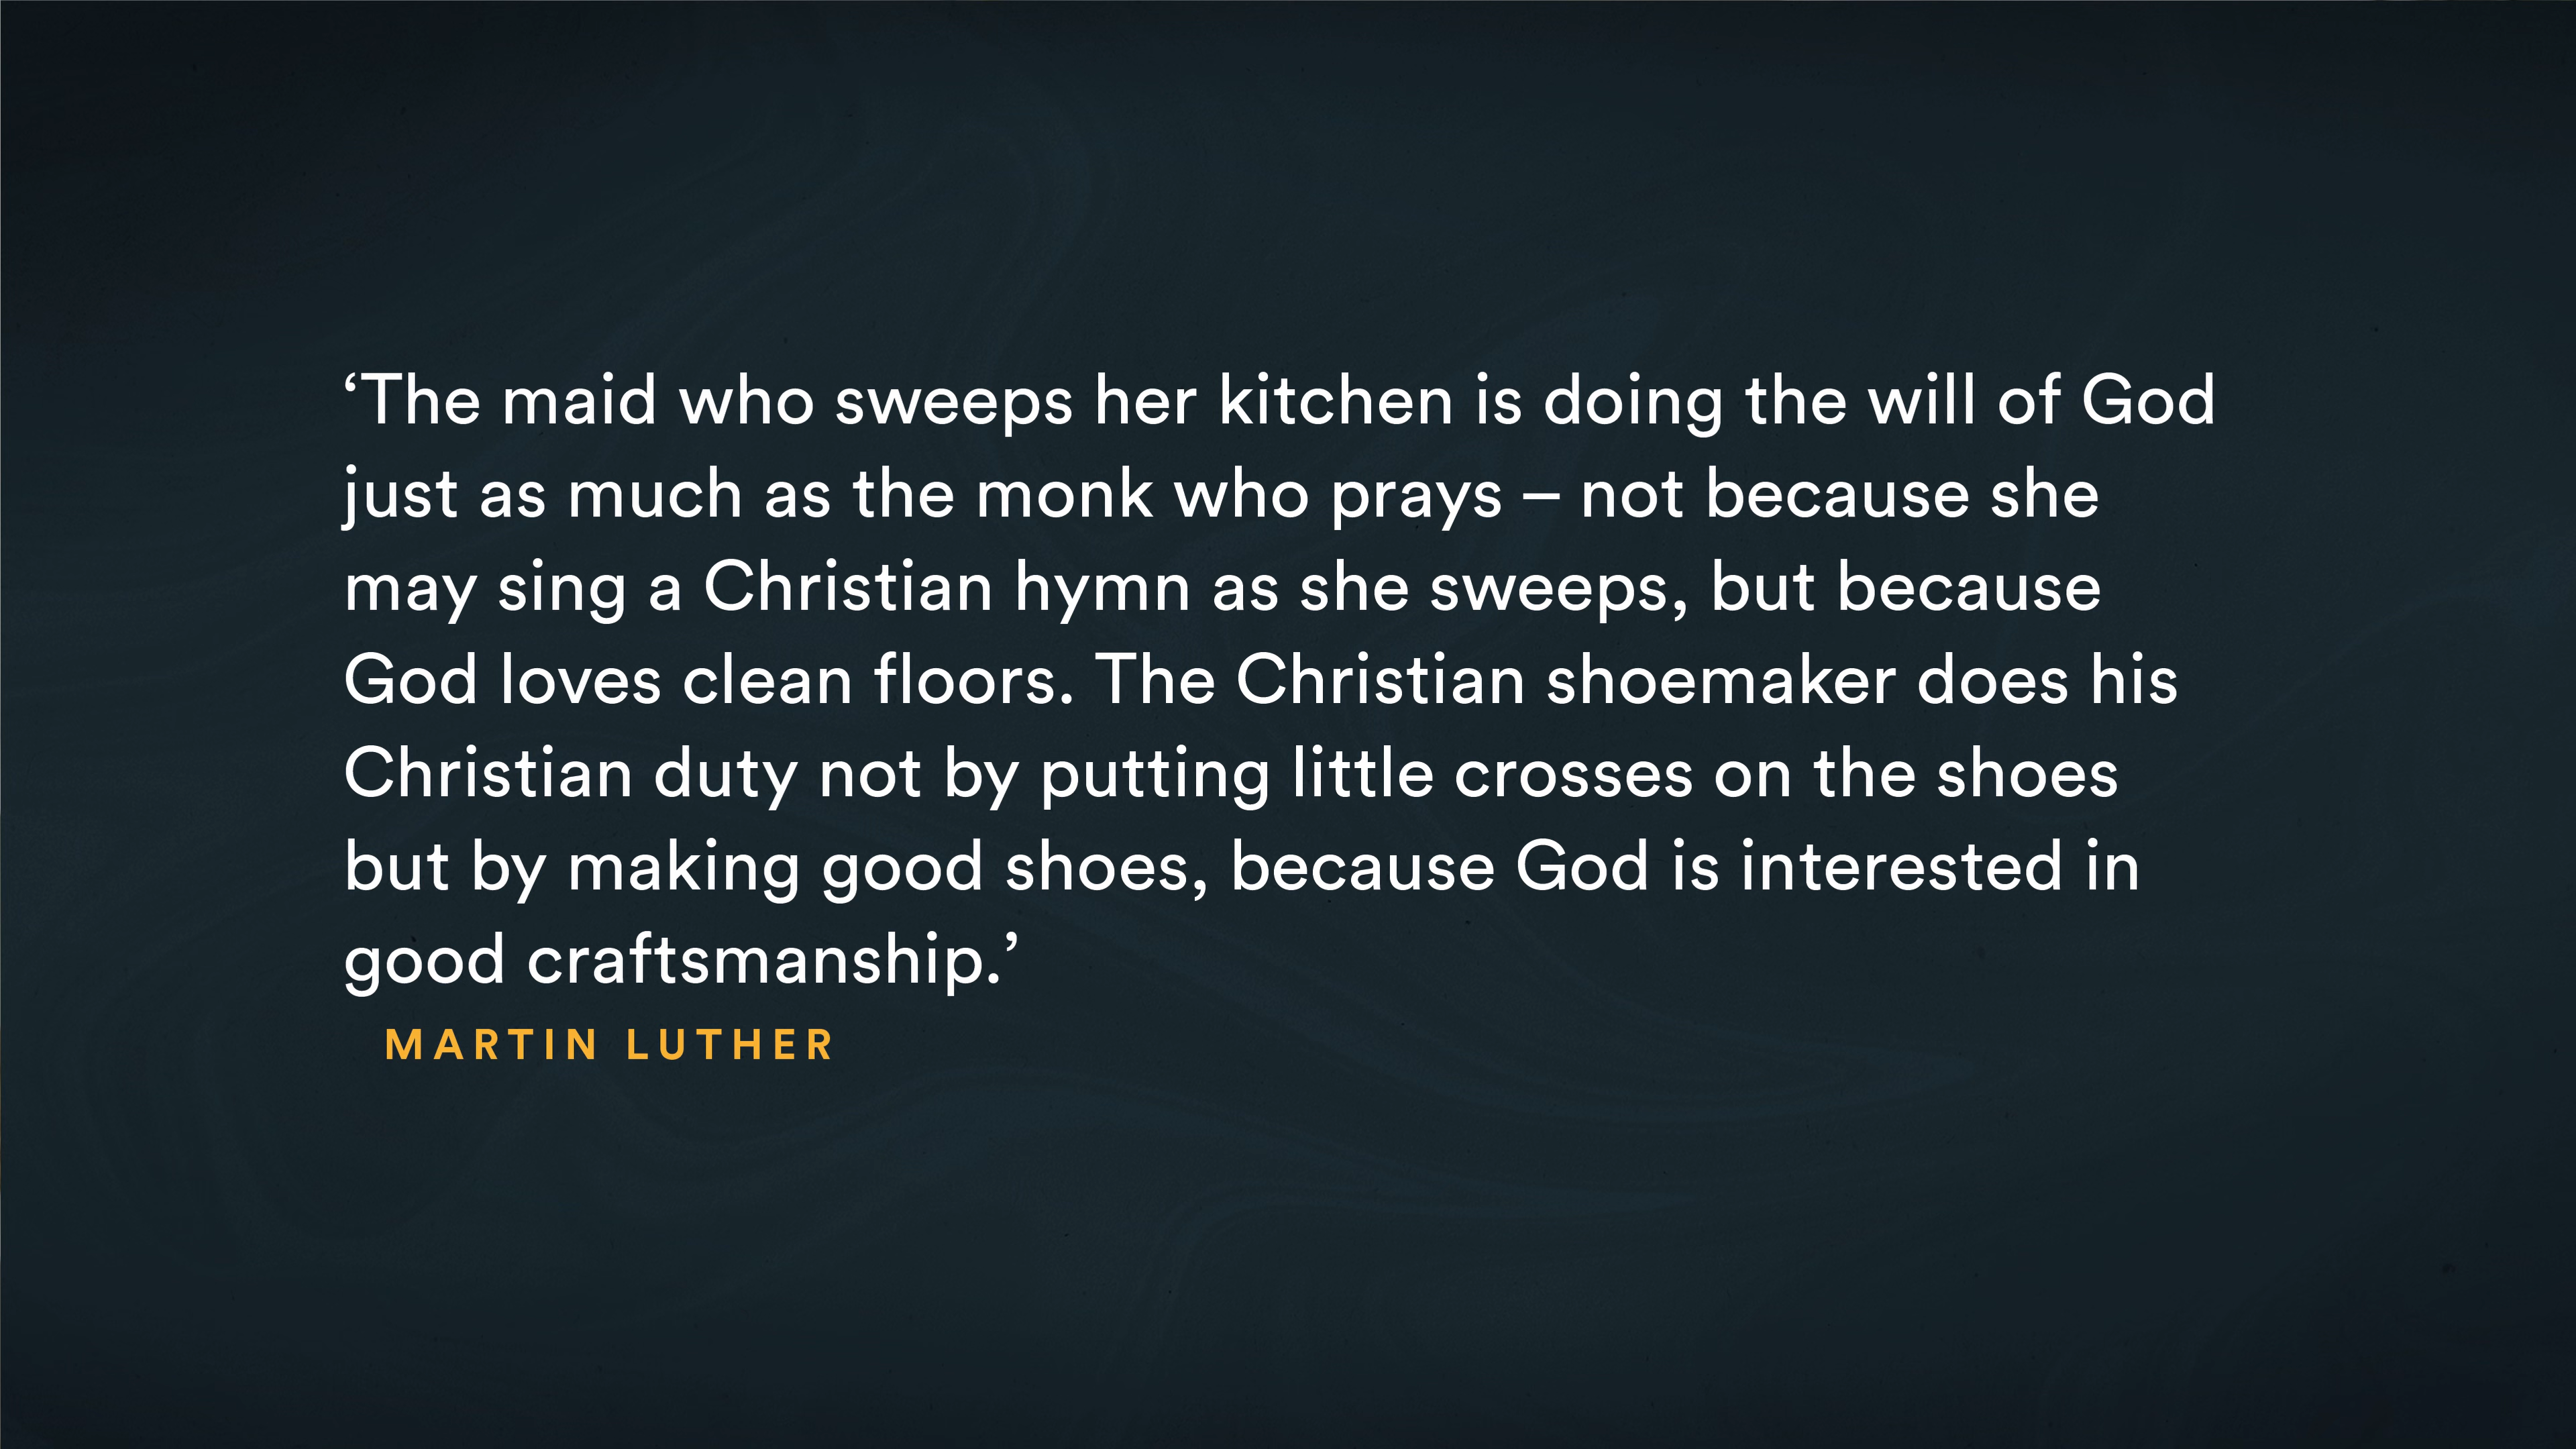 ‘The maid who sweeps her kitchen is doing the will of God
just as much as the monk who prays – not because she
may sing a Christian hymn as she sweeps, but because
God loves clean floors. The Christian shoemaker does his
Christian duty not by putting little crosses on the shoes
but by making good shoes, because God is interested in
good craftsmanship.’
MARTIN LUTHER